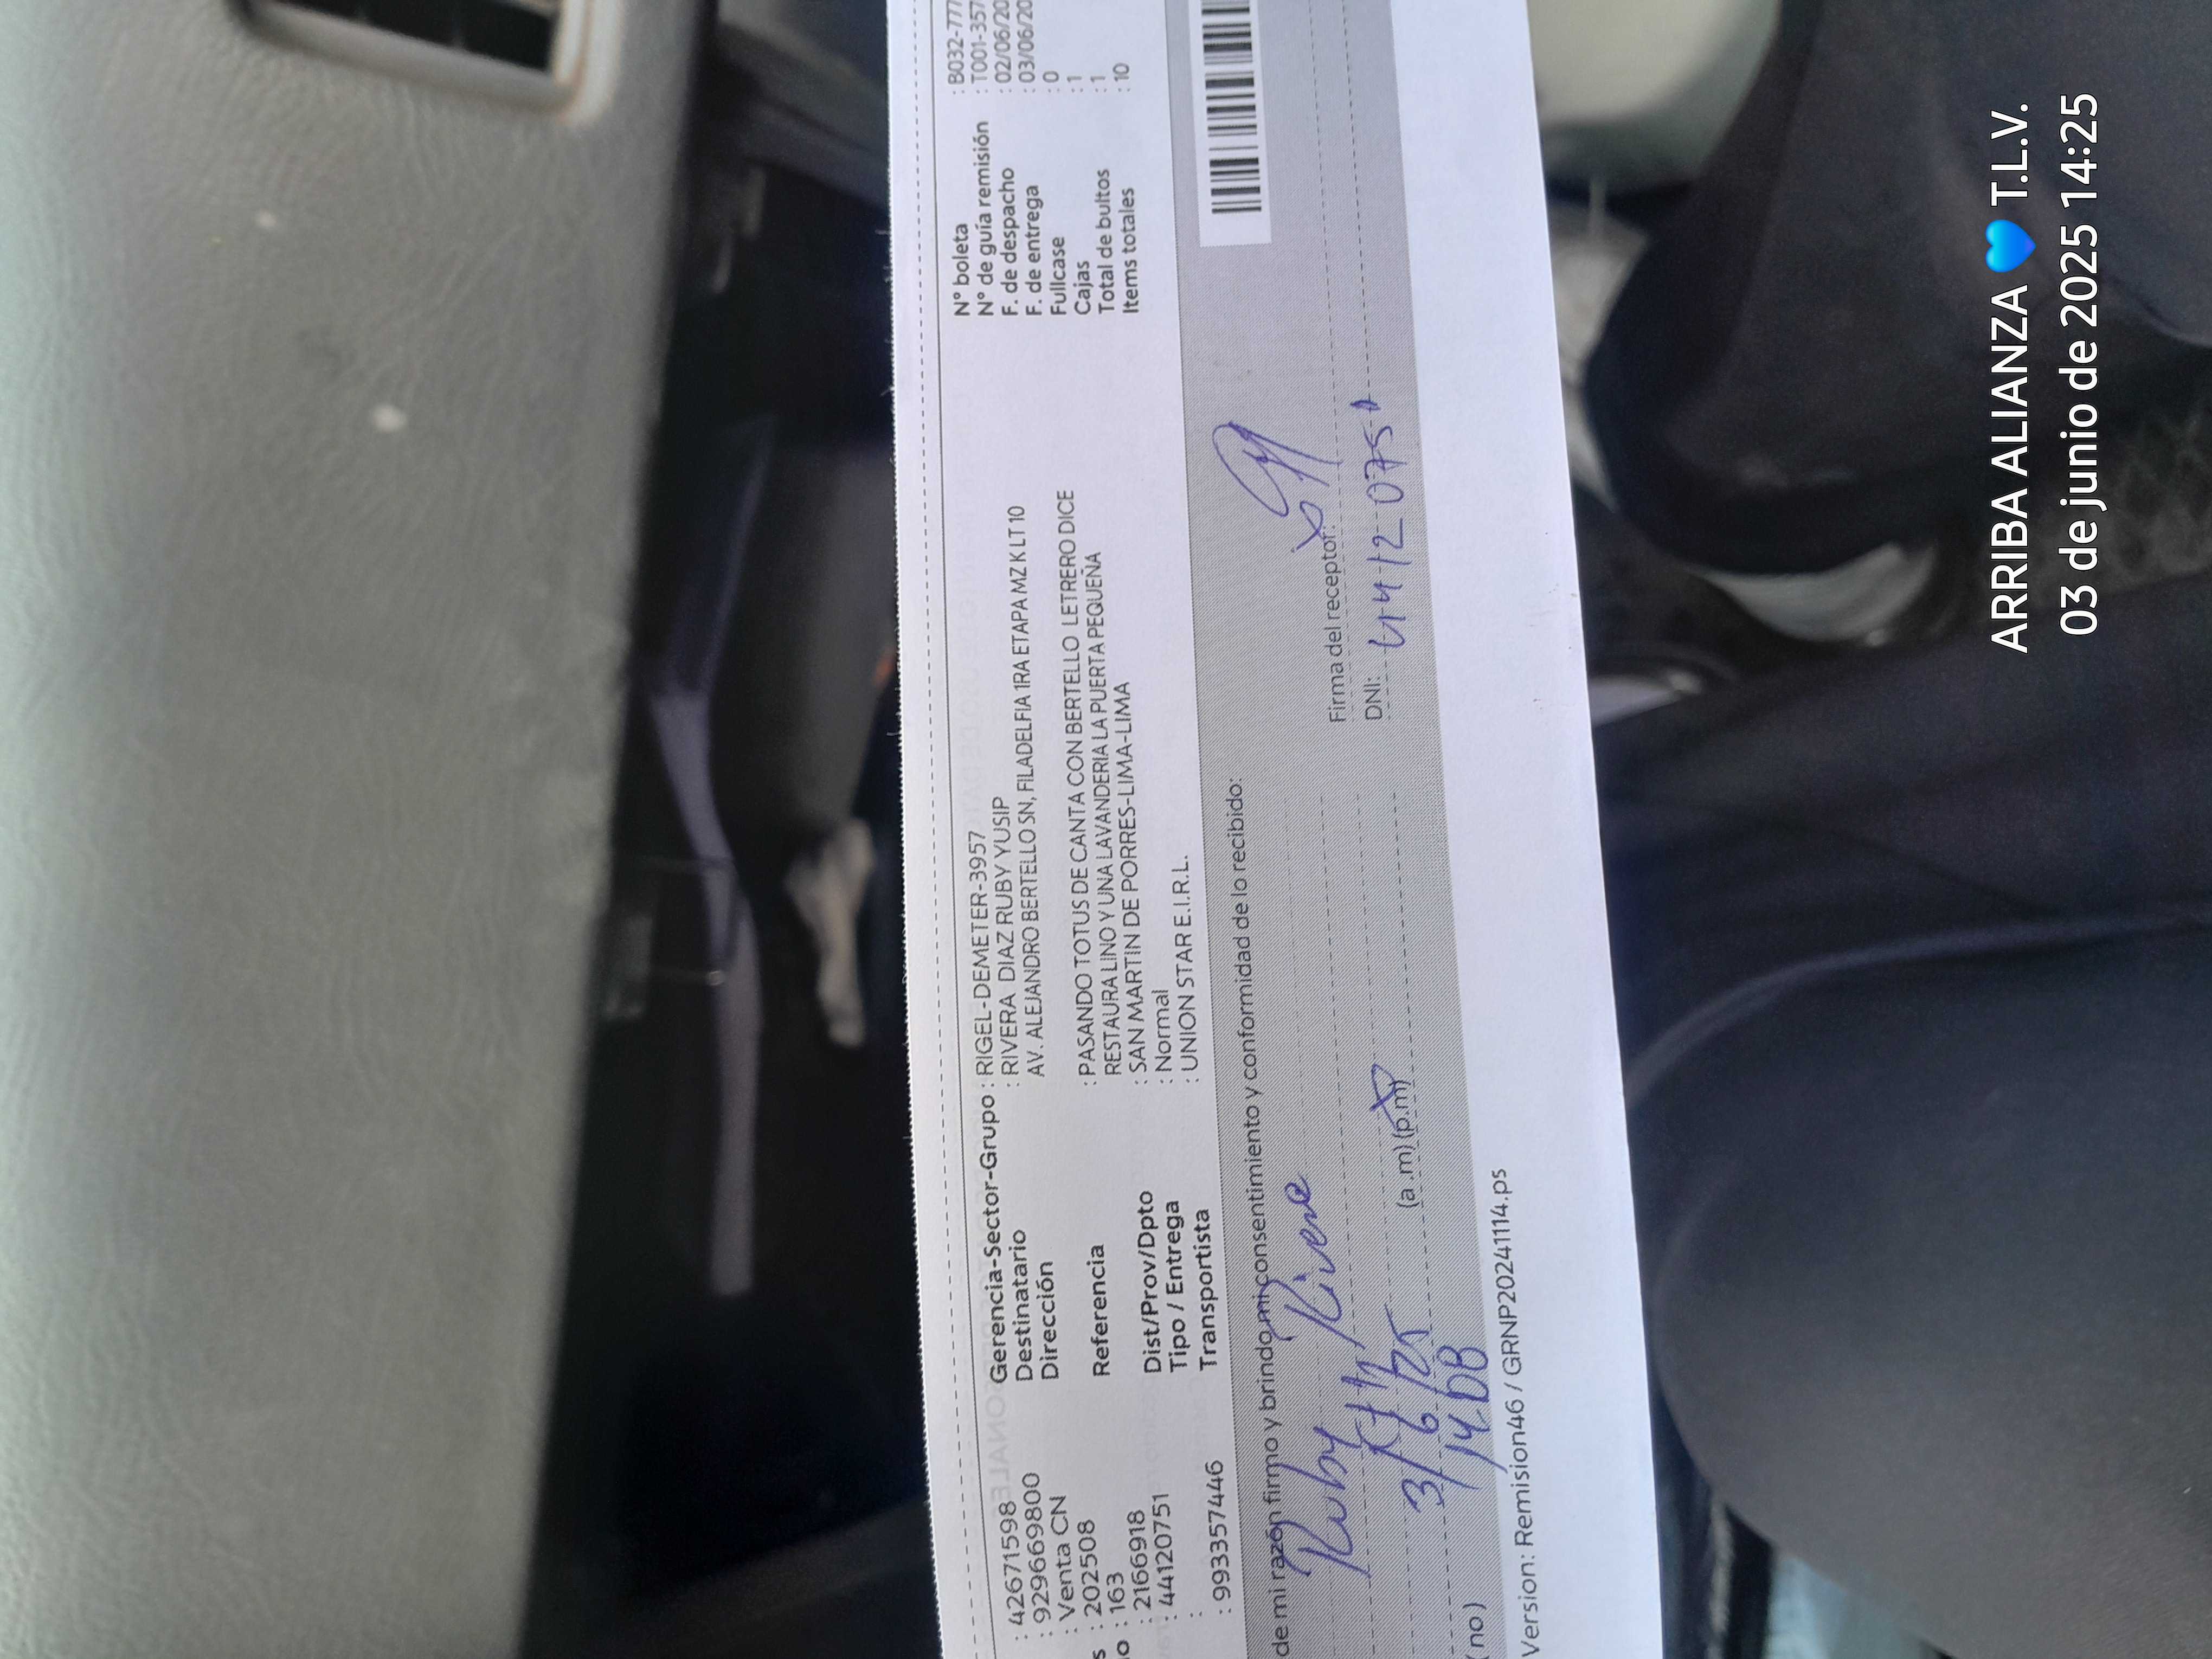 : 426715598
: 929669800
: Venta CN
s : 202508
o : 163
: 2166918
: 44120751
:
: 993357446
Gerencia-Sector-Grupo : RIGEL-DEMETER-3957
Destinatario : RIVERA DIAZ RUBY YUSIP
Dirección AV. ALEJANDRO BERTELLO SN, FILADELFIA 1RA ETAPA MZ K LT 10
Referencia : PASANDO TOTUS DE CANTA CON BERTELLO LETRERO DICE
RESTAURALINO Y UNA LAVANDERIA LA PUERTA PEQUEÑA
Dist/Prov/Dpto : SAN MARTIN DE PORRES-LIMA-LIMA
Tipo / Entrega : Normal
Transportista : UNION STAR E.I.R.L.
N° boleta : B032-777
N° de guía remisión : T001-357
F. de despacho : 02/06/20
F. de entrega : 03/06/20
Fullcase : 0
Cajas : 1
Total de bultos : 1
Items totales : 10
de mi razón firmo y brindo mi consentimiento y conformidad de lo recibido:
Ruby Rivera
3/6/25
14 08 (a.m) (p.m)
(no)
Firma del receptor:
DNI: 44120751
Version: Remision46 / GRNP20241114.ps
ARRIBA ALIANZA 💙 T.L.V.
03 de junio de 2025 14:25